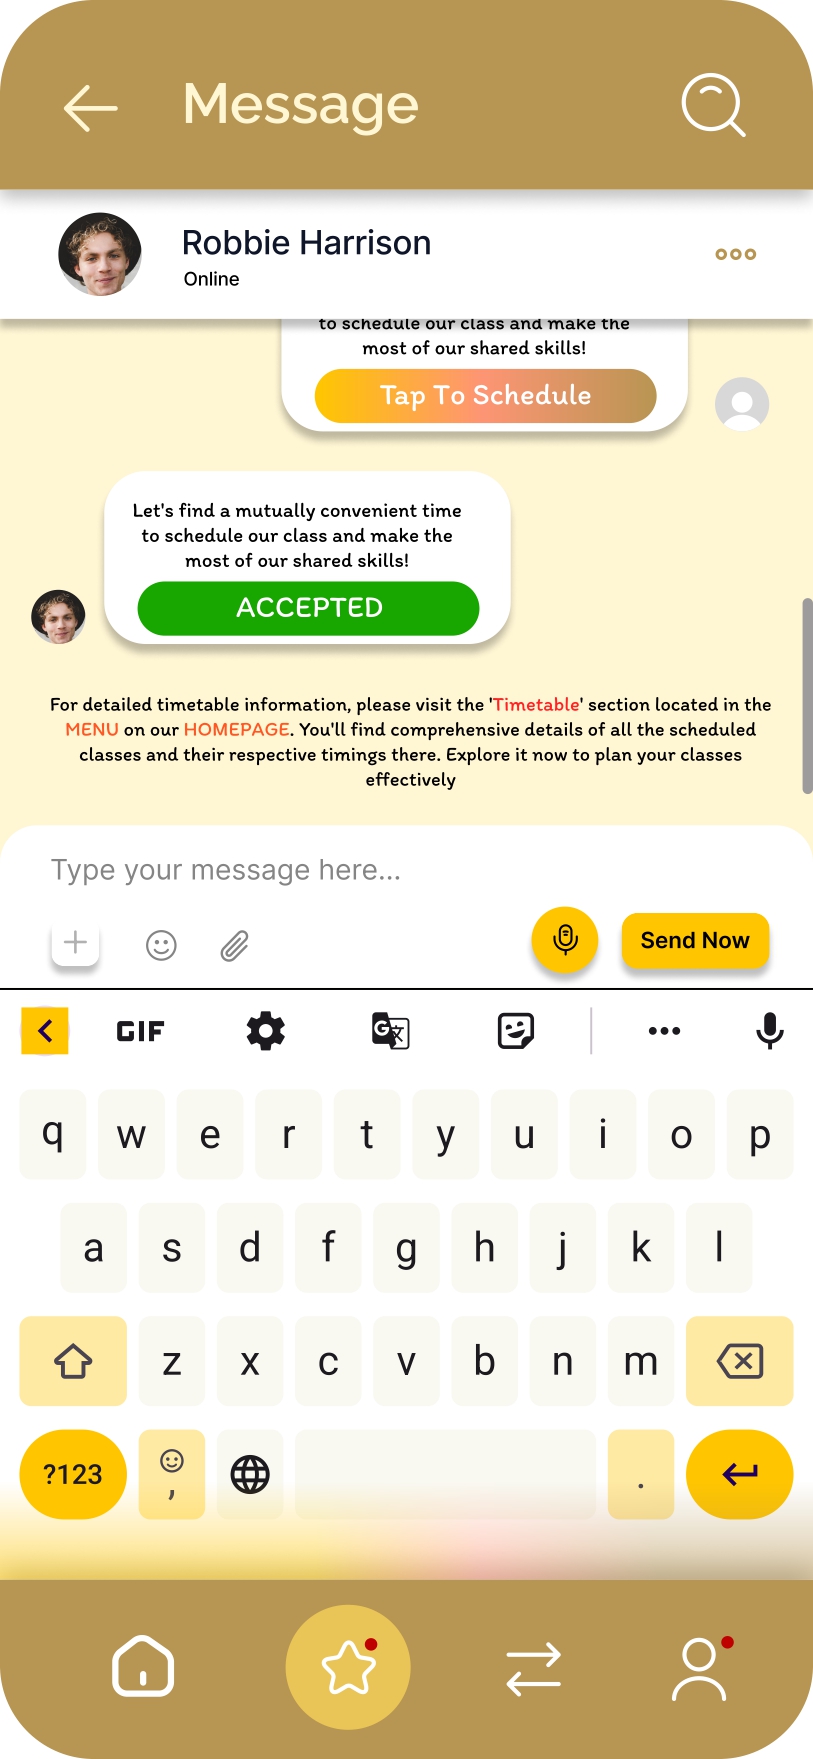 Message
Robbie Harrison
Online
to schedule our class and make the
most of our shared skills!
Tap To Schedule
Let's find a mutually convenient time
to schedule our class and make the
most of our shared skills!
ACCEPTED
For detailed timetable information, please visit the 'Timetable' section located in the
MENU on our HOMEPAGE. You'll find comprehensive details of all the scheduled
classes and their respective timings there. Explore it now to plan your classes
effectively
Type your message here...
Send Now
GIF
G 文
q w e r t y u i o p
a s d f g h j k l
z x c v b n m
?123 , .